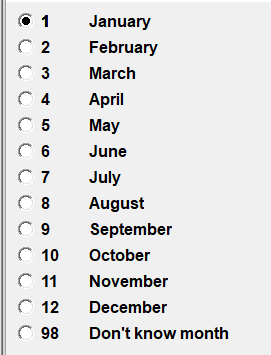 1 January
2 February
3 March
4 April
5 May
6 June
7 July
8 August
9 September
10 October
11 November
12 December
98 Don't know month